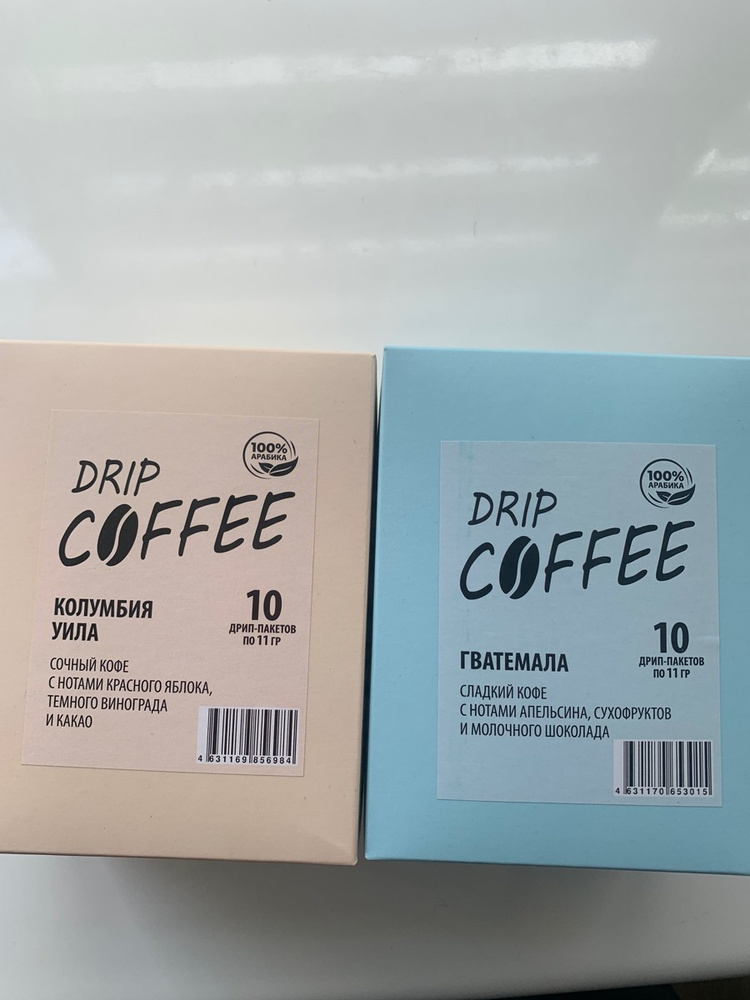 100%
АРАБИКА
DRIP
COFFEE
КОЛУМБИЯ
УИЛА
10
ДРИП-ПАКЕТОВ
ПО 11 ГР
СОЧНЫЙ КОФЕ
С НОТАМИ КРАСНОГО ЯБЛОКА,
ТЕМНОГО ВИНОГРАДА
И КАКАО
4 631169 856984
100%
АРАБИКА
DRIP
COFFEE
ГВАТЕМАЛА
10
ДРИП-ПАКЕТОВ
ПО 11 ГР
СЛАДКИЙ КОФЕ
С НОТАМИ АПЕЛЬСИНА, СУХОФРУКТОВ
И МОЛОЧНОГО ШОКОЛАДА
4 631170 653015